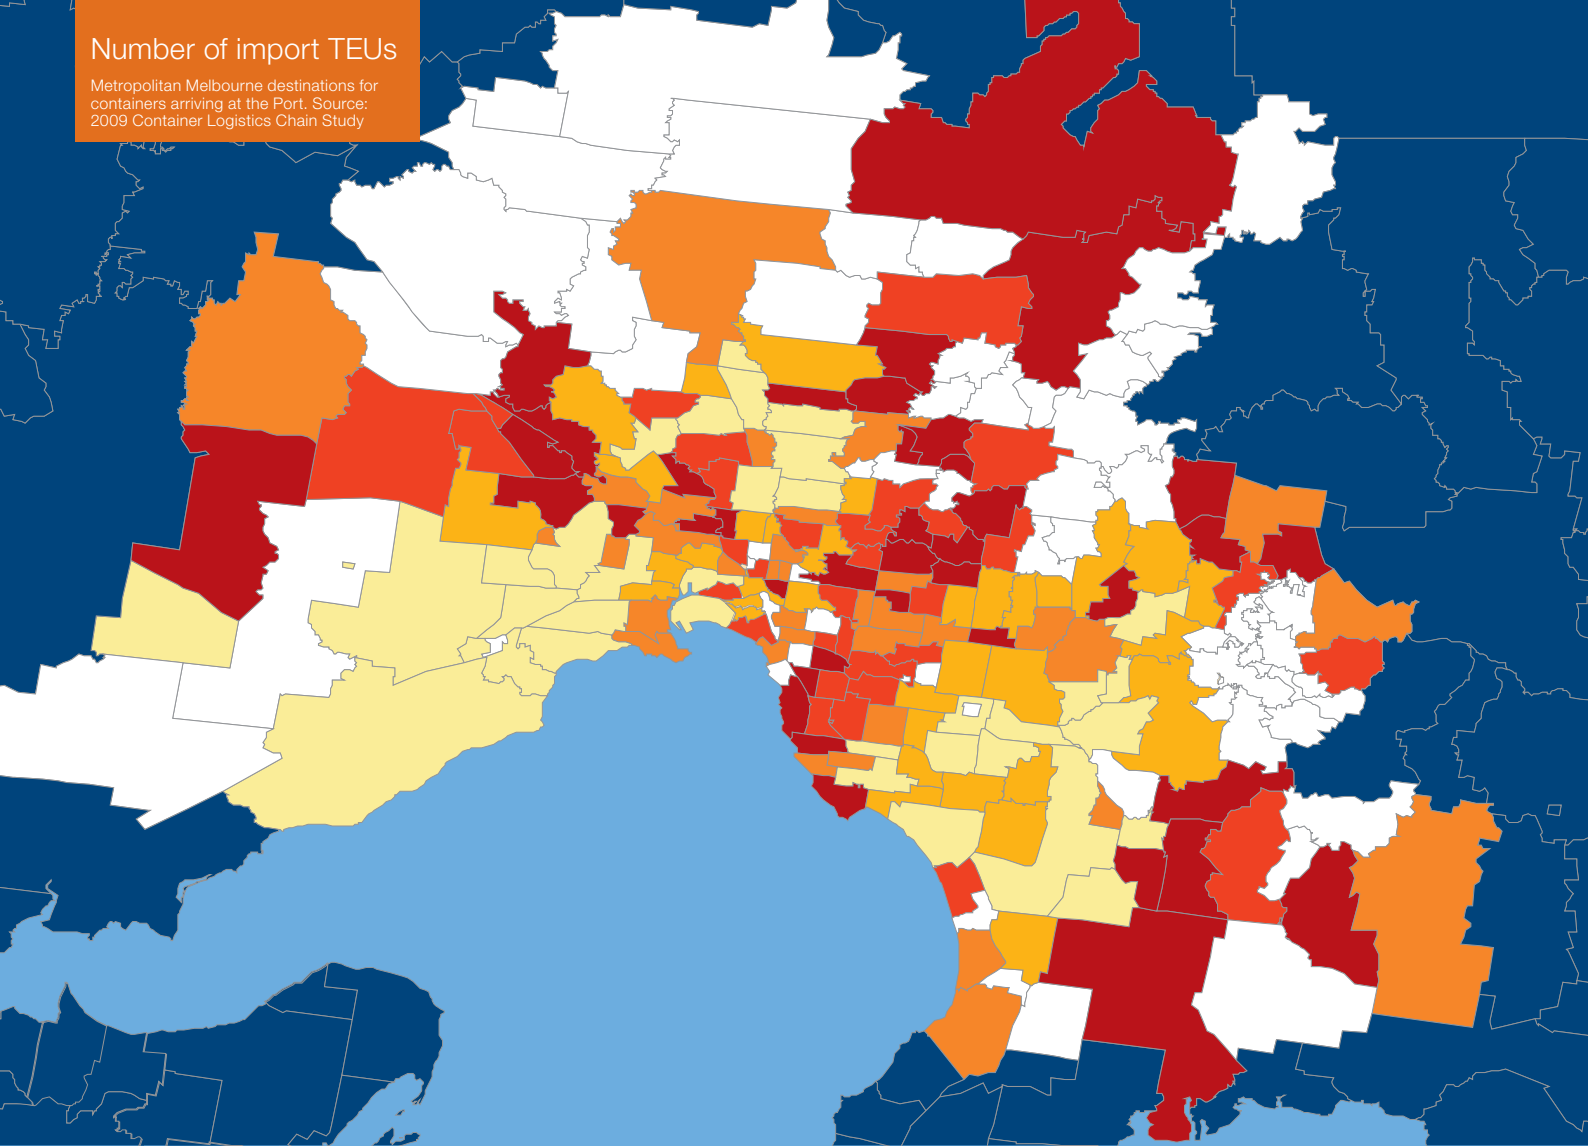 Number of import TEUs
Metropolitan Melbourne destinations for
containers arriving at the Port. Source:
2009 Container Logistics Chain Study